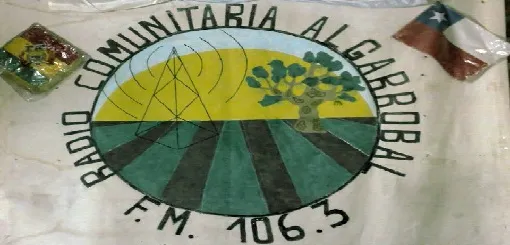 RADIO COMUNITARIA ALGARROBAL
F.M. 106.3